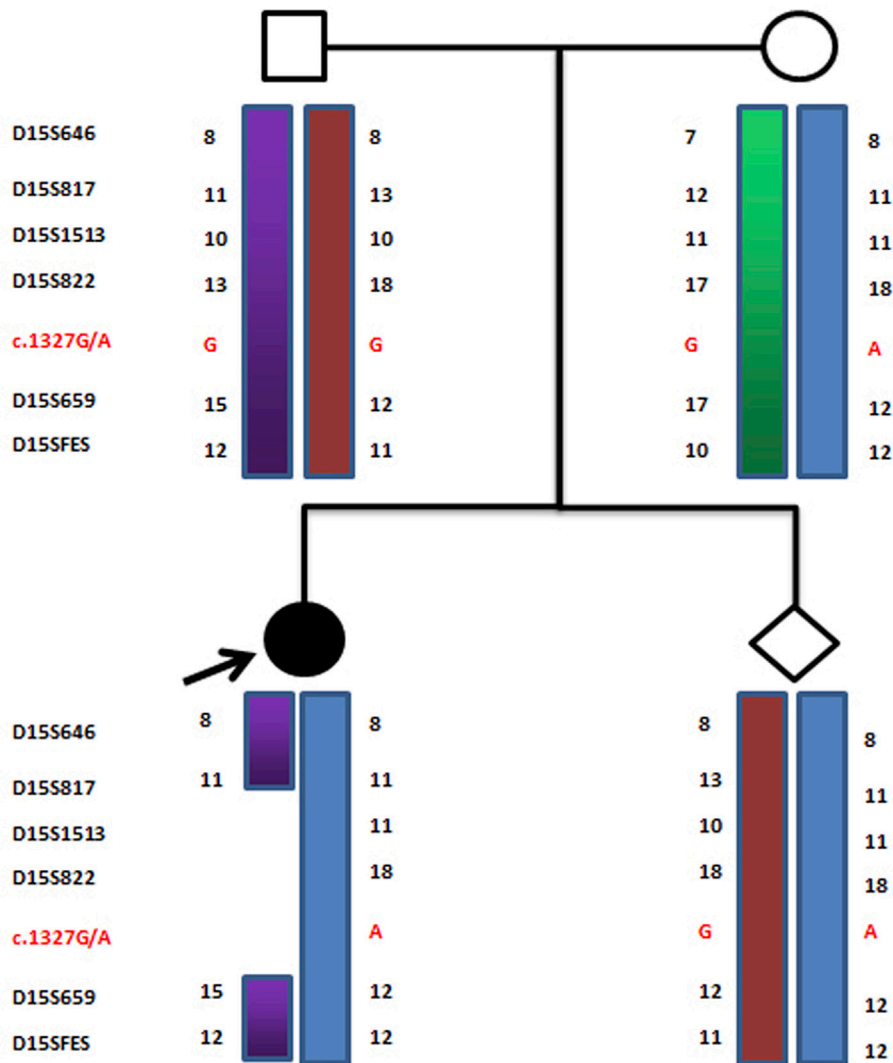 D15S646 8 8 7 8
D15S817 11 13 12 11
D15S1513 10 10 11 11
D15S822 13 18 17 18
c.1327G/A G G G A
D15S659 15 12 17 12
D15SFES 12 11 10 12
D15S646 8 8 8 8
D15S817 11 11 13 11
D15S1513 11 10 11
D15S822 18 18 18
c.1327G/A A G A
D15S659 15 12 12 12
D15SFES 12 12 11 12